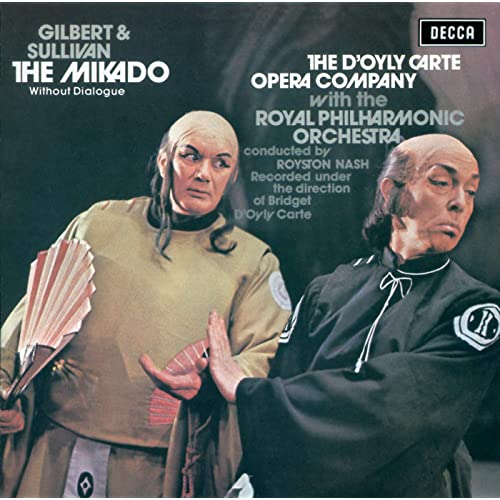 GILBERT &
SULLIVAN
THE MIKADO
Without Dialogue
DECCA
THE D'OYLY CARTE
OPERA COMPANY
with the
ROYAL PHILHARMONIC
ORCHESTRA
conducted by
ROYSTON NASH
Recorded under
the direction
of Bridget
D'Oyly Carte